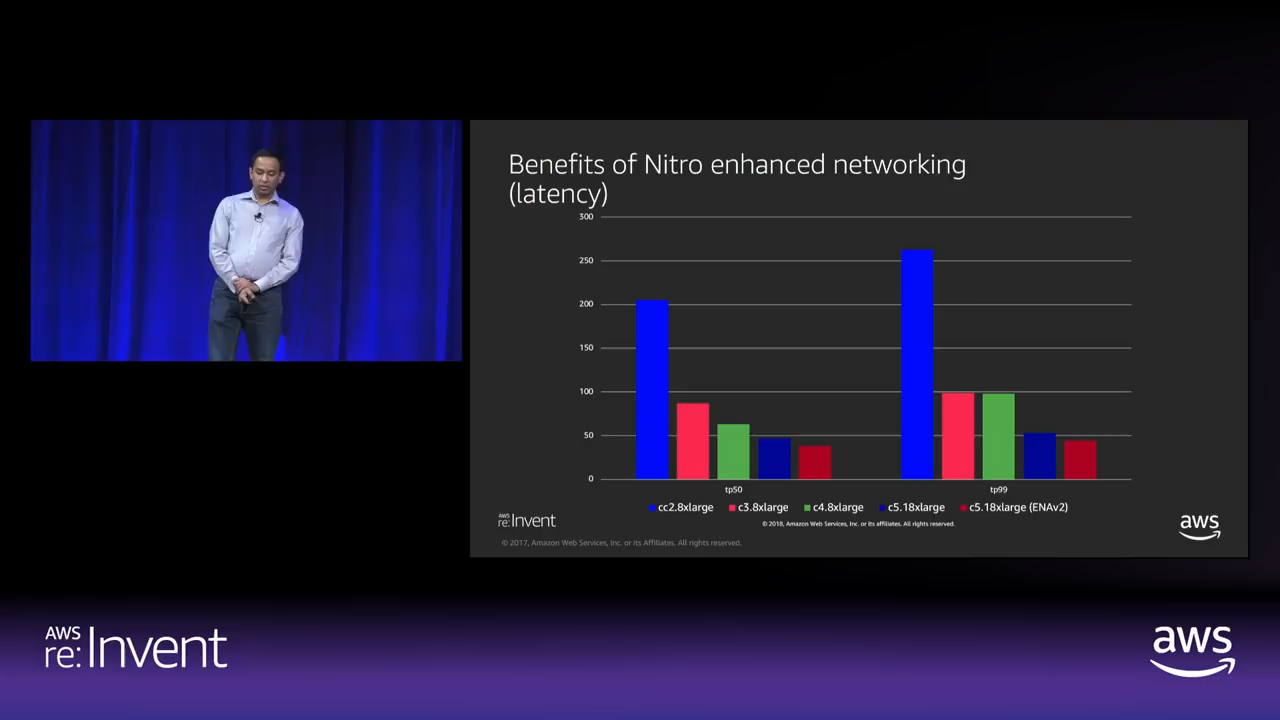 Benefits of Nitro enhanced networking
(latency)
300
250
200
150
100
50
0
tp50
tp99
cc2.8xlarge
c3.8xlarge
c4.8xlarge
c5.18xlarge
c5.18xlarge (ENAv2)
AWS
re:Invent
© 2018, Amazon Web Services, Inc. or its affiliates. All rights reserved.
aws
© 2017, Amazon Web Services, Inc. or its Affiliates. All rights reserved.
AWS
re:Invent
aws